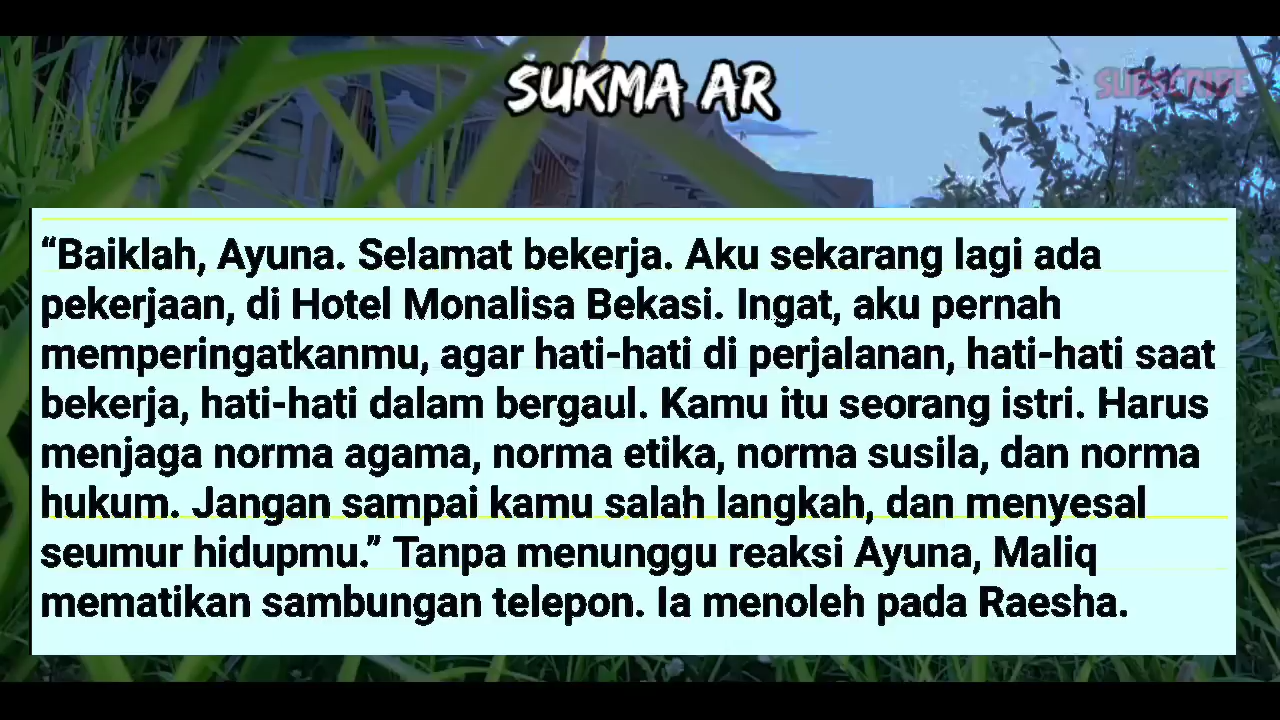 SUKMA AR
SUBSCRIBE
“Baiklah, Ayuna. Selamat bekerja. Aku sekarang lagi ada
pekerjaan, di Hotel Monalisa Bekasi. Ingat, aku pernah
memperingatkanmu, agar hati-hati di perjalanan, hati-hati saat
bekerja, hati-hati dalam bergaul. Kamu itu seorang istri. Harus
menjaga norma agama, norma etika, norma susila, dan norma
hukum. Jangan sampai kamu salah langkah, dan menyesal
seumur hidupmu.” Tanpa menunggu reaksi Ayuna, Maliq
mematikan sambungan telepon. Ia menoleh pada Raesha.